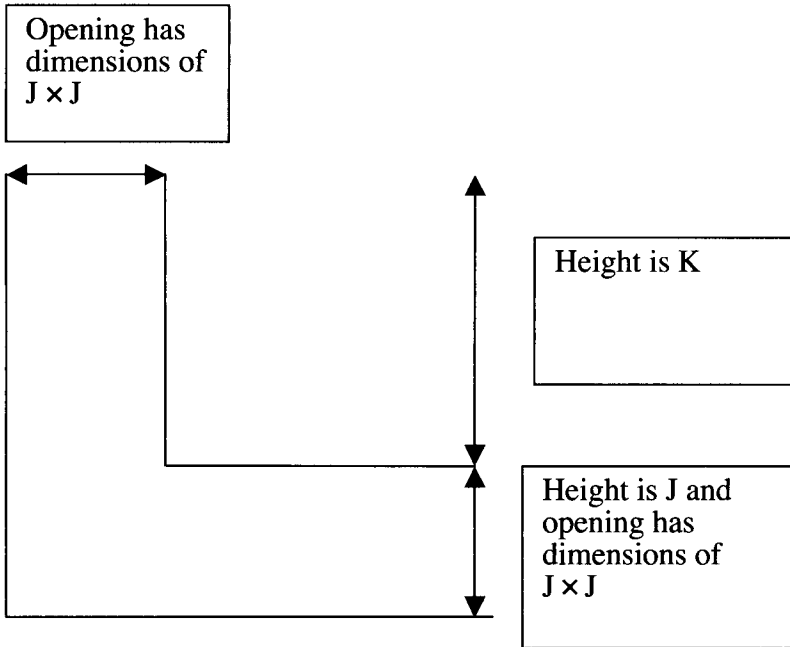 Opening has
dimensions of
J × J
Height is K
Height is J and
opening has
dimensions of
J × J